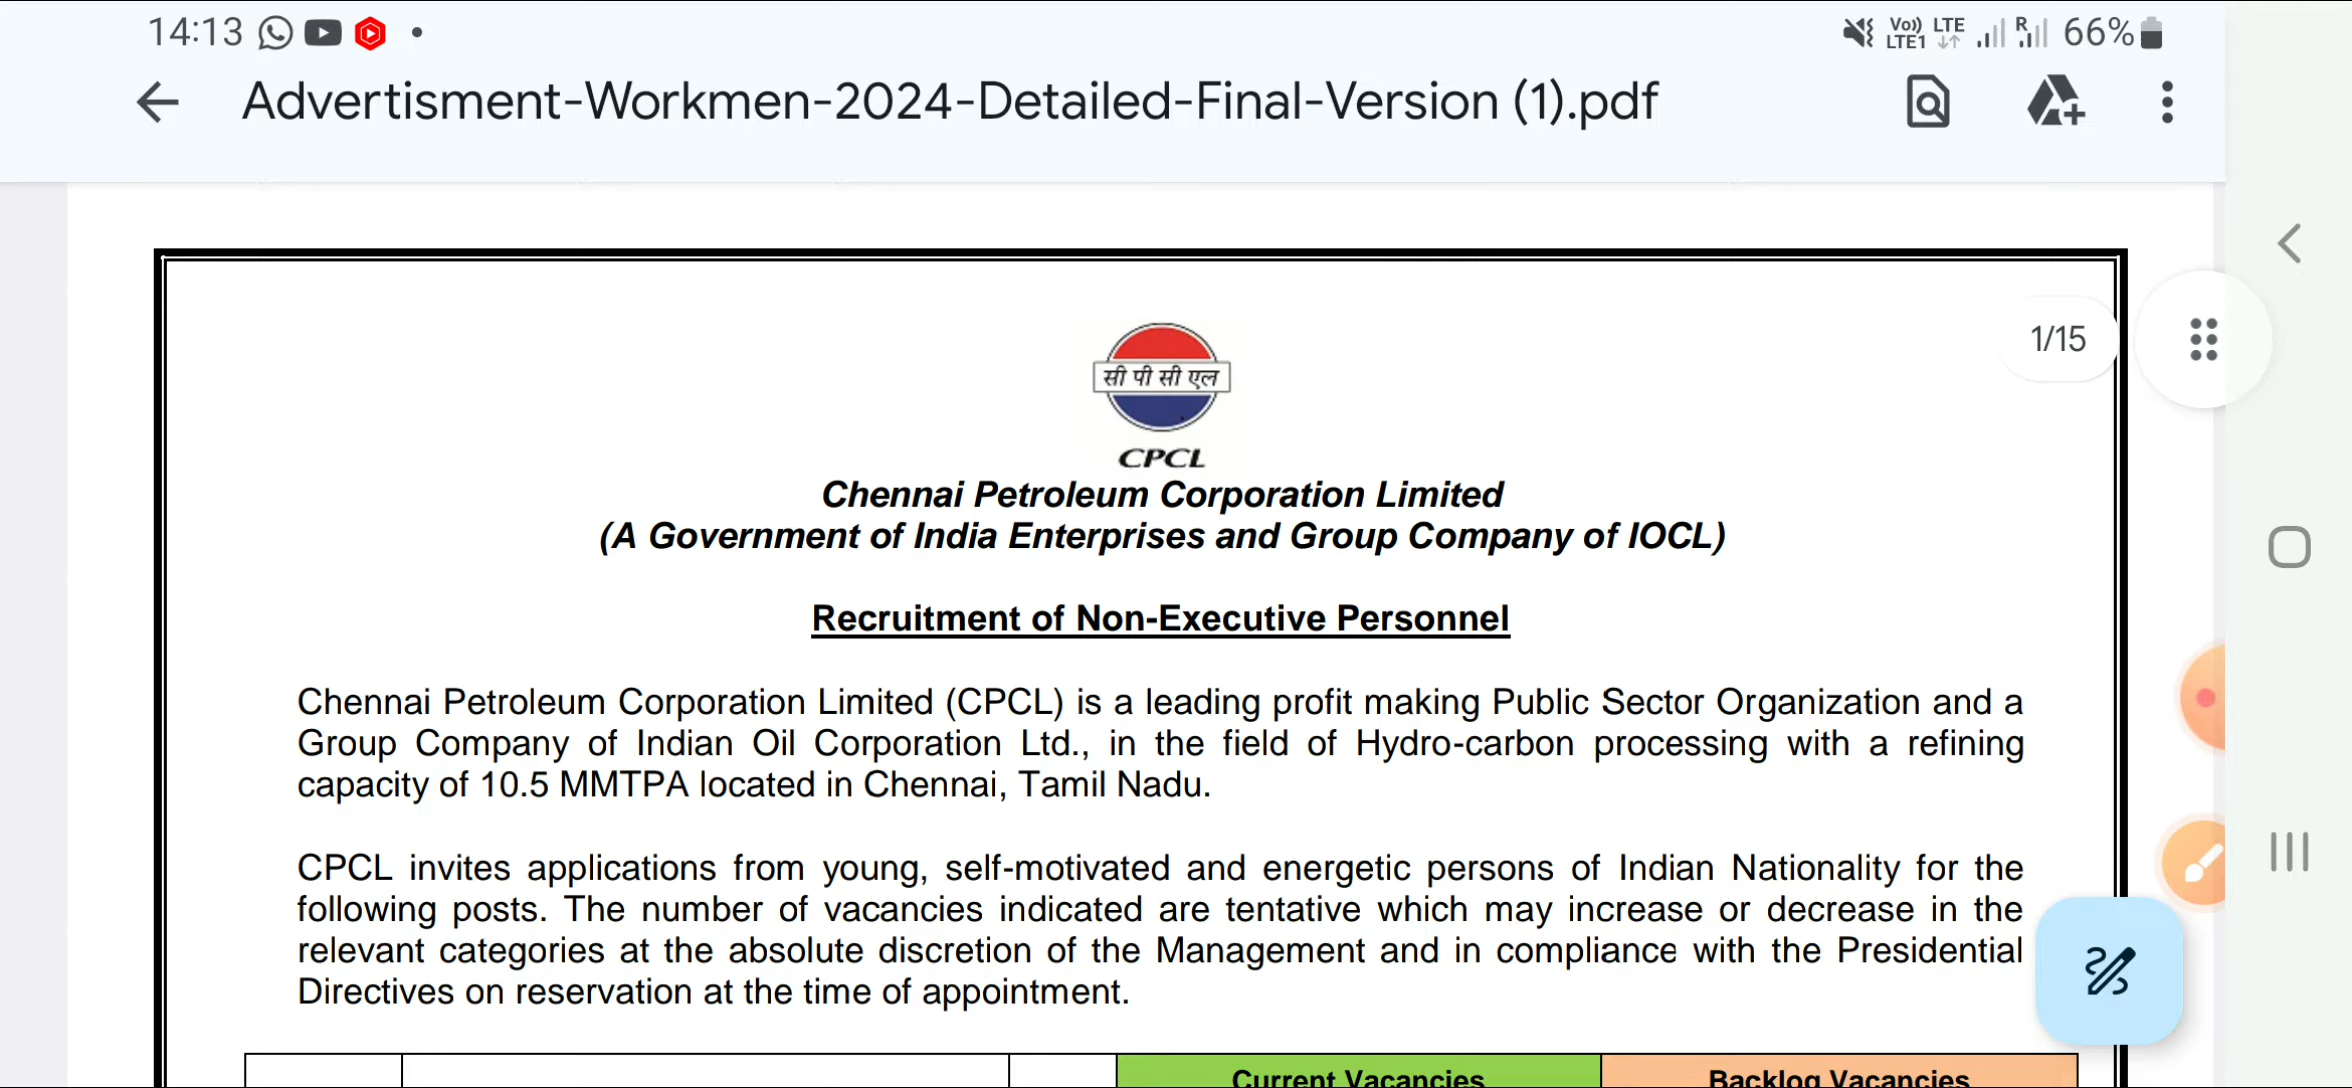 14:13
Vo)) LTE
LTE1
R
66%
Advertisment-Workmen-2024-Detailed-Final-Version (1).pdf
1/15
सी पी सी एल
CPCL
Chennai Petroleum Corporation Limited
(A Government of India Enterprises and Group Company of IOCL)
Recruitment of Non-Executive Personnel
Chennai Petroleum Corporation Limited (CPCL) is a leading profit making Public Sector Organization and a
Group Company of Indian Oil Corporation Ltd., in the field of Hydro-carbon processing with a refining
capacity of 10.5 MMTPA located in Chennai, Tamil Nadu.
CPCL invites applications from young, self-motivated and energetic persons of Indian Nationality for the
following posts. The number of vacancies indicated are tentative which may increase or decrease in the
relevant categories at the absolute discretion of the Management and in compliance with the Presidential
Directives on reservation at the time of appointment.
Current Vacancies
Backlog Vacancies